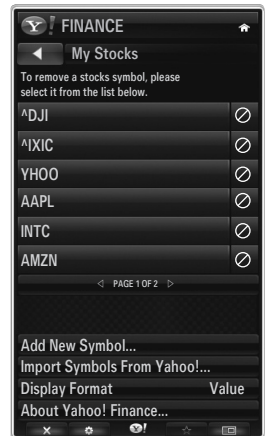 Y! FINANCE
My Stocks
To remove a stocks symbol, please
select it from the list below.
^DJI
^IXIC
YHOO
AAPL
INTC
AMZN
PAGE 1 OF 2
Add New Symbol...
Import Symbols From Yahoo!...
Display Format Value
About Yahoo! Finance...
Y!